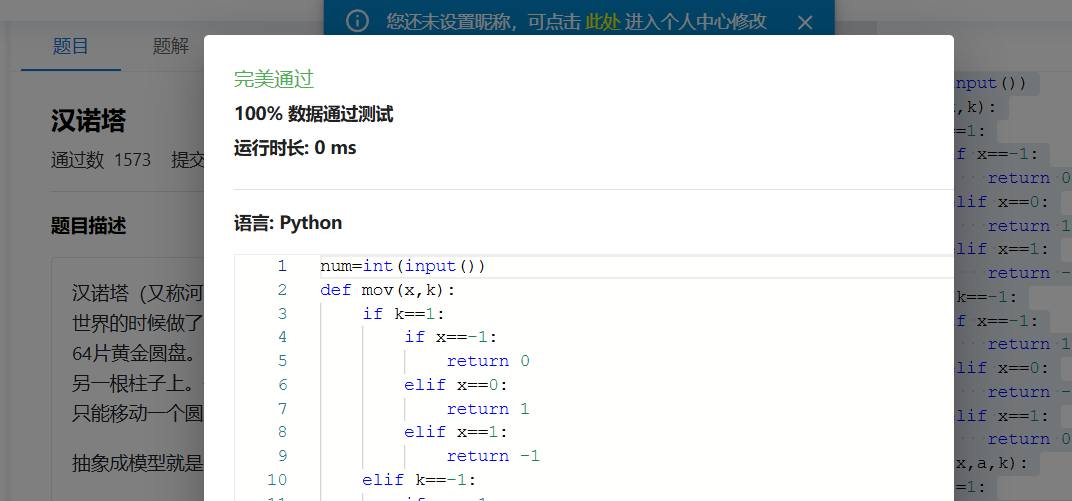 您还未设置昵称，可点击 此处 进入个人中心修改
题目 题解
汉诺塔
通过数 1573 提交
题目描述
汉诺塔（又称河
世界的时候做了
64片黄金圆盘。
另一根柱子上。
只能移动一个圆
抽象成模型就是
完美通过
100% 数据通过测试
运行时长: 0 ms
语言: Python
1 num=int(input())
2 def mov(x,k):
3 if k==1:
4 if x==-1:
5 return 0
6 elif x==0:
7 return 1
8 elif x==1:
9 return -1
10 elif k==-1:
nput())
,k):
==1:
f x==-1:
return 0
elif x==0:
return 1
elif x==1:
return -
k==-1:
f x==-1:
return 1
elif x==0:
return -
elif x==1:
return 0
x,a,k):
==1: